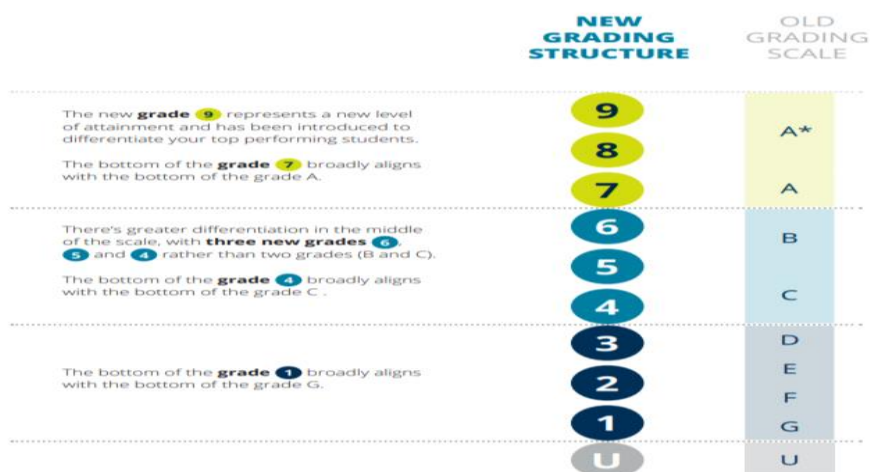 NEW
GRADING
STRUCTURE
OLD
GRADING
SCALE
The new grade 9 represents a new level
of attainment and has been introduced to
differentiate your top performing students.
The bottom of the grade 7 broadly aligns
with the bottom of the grade A.
9
8
7
A*
A
There's greater differentiation in the middle
of the scale, with three new grades 6,
5 and 4 rather than two grades (B and C).
The bottom of the grade 4 broadly aligns
with the bottom of the grade C .
6
5
4
B
C
The bottom of the grade 1 broadly aligns
with the bottom of the grade G.
3
2
1
D
E
F
G
U
U